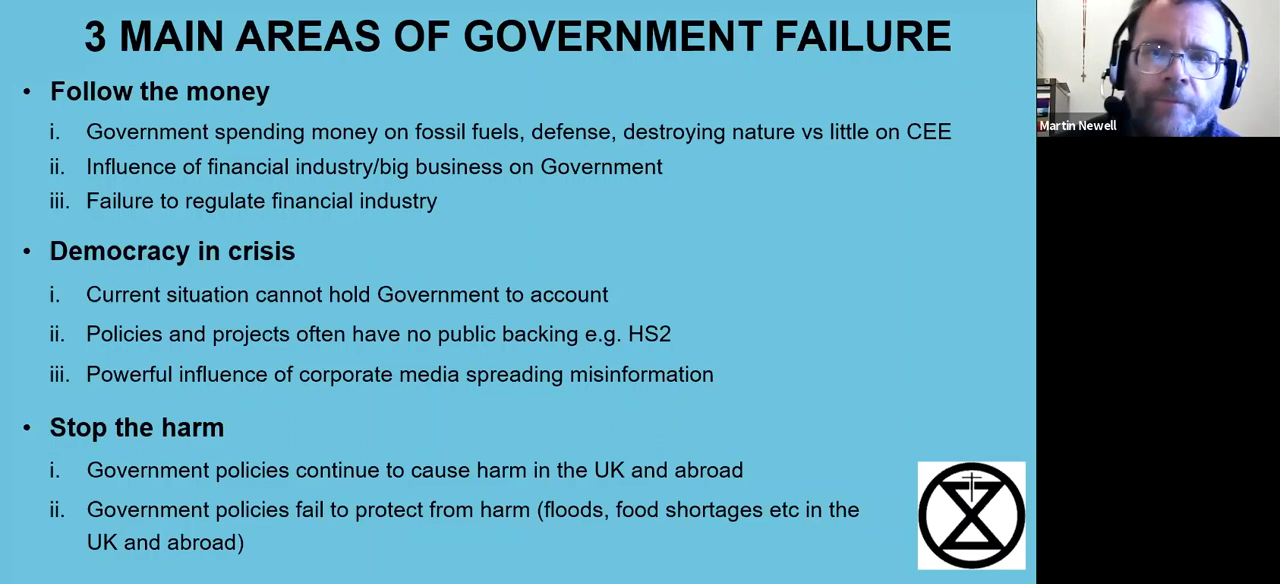 3 MAIN AREAS OF GOVERNMENT FAILURE
• Follow the money
i. Government spending money on fossil fuels, defense, destroying nature vs little on CEE
ii. Influence of financial industry/big business on Government
iii. Failure to regulate financial industry
• Democracy in crisis
i. Current situation cannot hold Government to account
ii. Policies and projects often have no public backing e.g. HS2
iii. Powerful influence of corporate media spreading misinformation
• Stop the harm
i. Government policies continue to cause harm in the UK and abroad
ii. Government policies fail to protect from harm (floods, food shortages etc in the
UK and abroad)
Martin Newell